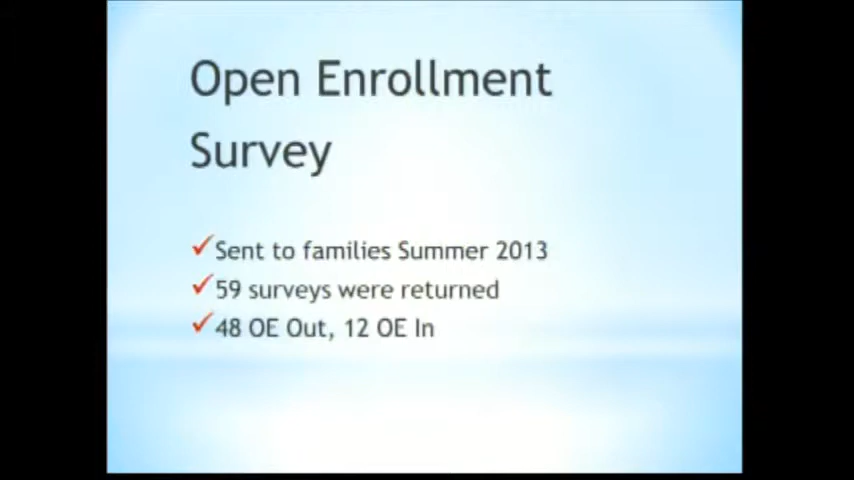 Open Enrollment
Survey
✓Sent to families Summer 2013
✓59 surveys were returned
✓48 OE Out, 12 OE In